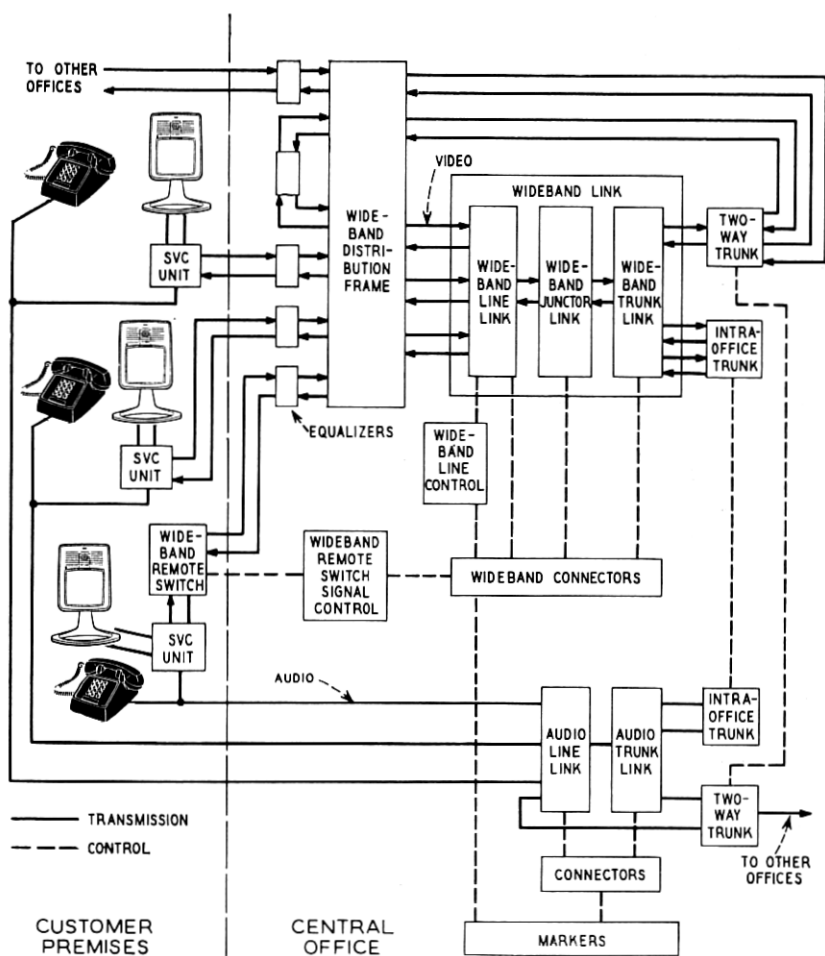 TO OTHER
OFFICES
VIDEO
WIDEBAND LINK
WIDE-
BAND
DISTRI-
BUTION
FRAME
TWO-
WAY
TRUNK
SVC
UNIT
WIDE-
BAND
LINE
LINK
WIDE-
BAND
JUNCTOR
LINK
WIDE-
BAND
TRUNK
LINK
INTRA-
OFFICE
TRUNK
EQUALIZERS
SVC
UNIT
WIDE-
BAND
LINE
CONTROL
WIDE-
BAND
REMOTE
SWITCH
WIDEBAND
REMOTE
SWITCH
SIGNAL
CONTROL
WIDEBAND CONNECTORS
SVC
UNIT
AUDIO
INTRA-
OFFICE
TRUNK
AUDIO
LINE
LINK
AUDIO
TRUNK
LINK
TWO-
WAY
TRUNK
TRANSMISSION
CONTROL
TO OTHER
OFFICES
CONNECTORS
CUSTOMER
PREMISES
CENTRAL
OFFICE
MARKERS